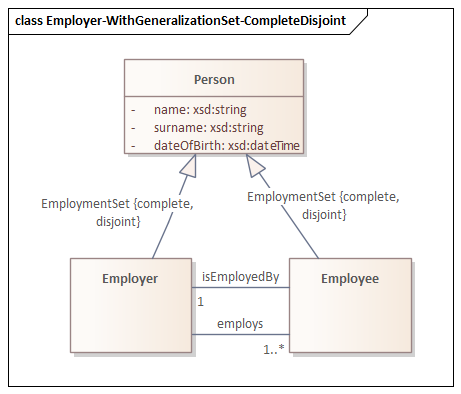 class Employer-WithGeneralizationSet-CompleteDisjoint
Person
- name: xsd:string
- surname: xsd:string
- dateOfBirth: xsd:dateTime
EmploymentSet {complete,
disjoint}
EmploymentSet {complete,
disjoint}
Employer
isEmployedBy
1
Employee
employs
1..*